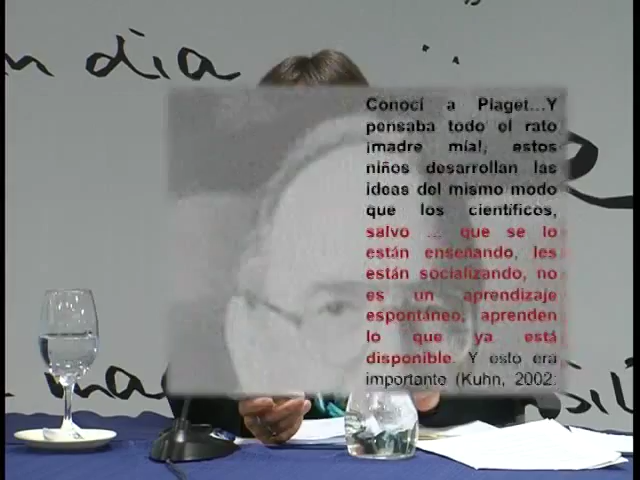 n día
Conocí a Piaget...Y
pensaba todo el rato
¡madre mía!, estos
niños desarrollan las
ideas del mismo modo
que los científicos,
salvo ... que se lo
están enseñando, les
están socializando, no
es un aprendizaje
espontáneo, aprenden
lo que ya está
disponible. Y esto era
importante (Kuhn, 2002: